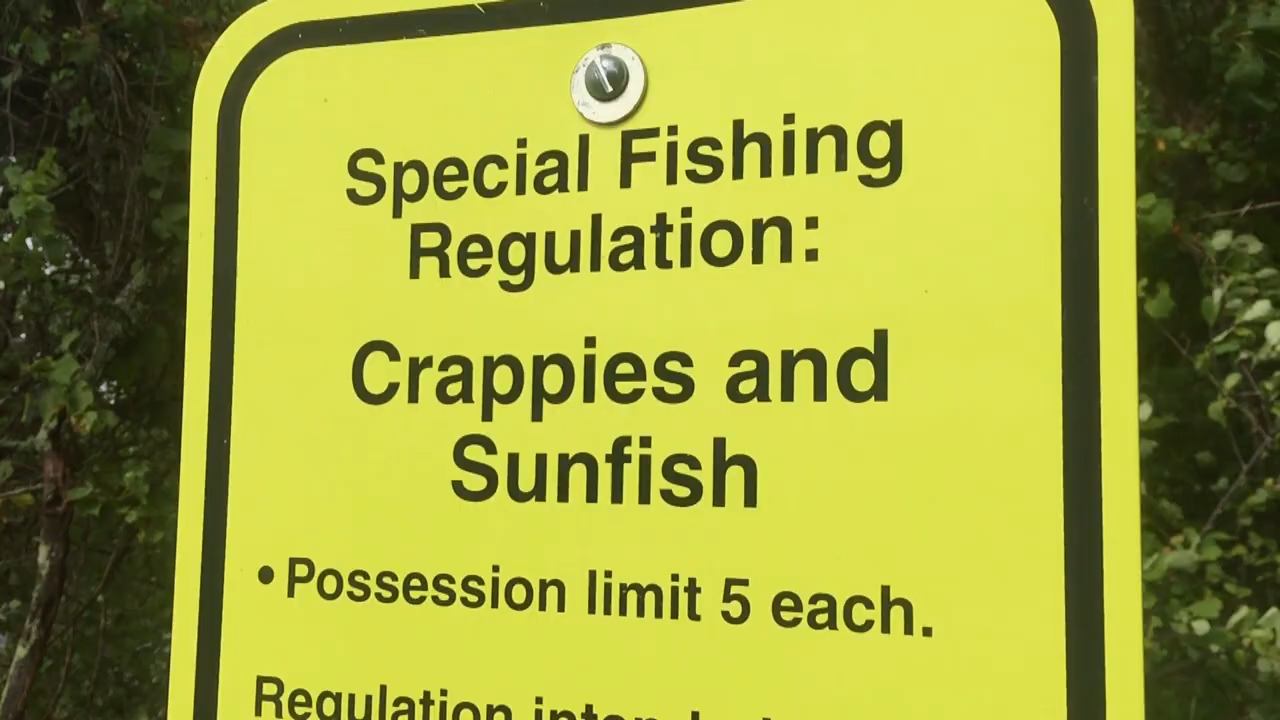 Special Fishing
Regulation:
Crappies and
Sunfish
• Possession limit 5 each.
Regulation